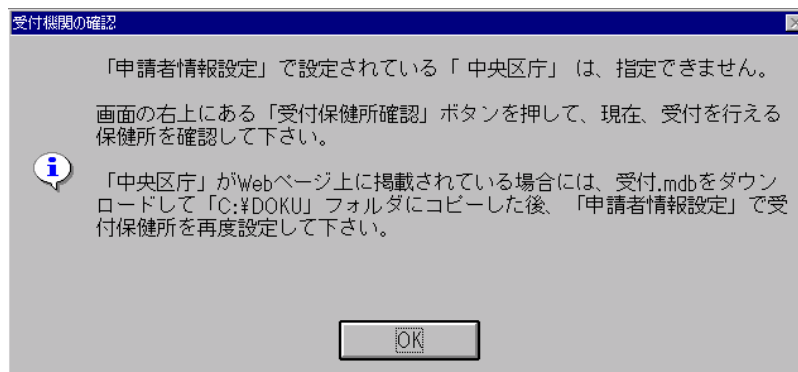 受付機関の確認
「申請者情報設定」で設定されている「 中央区庁」 は、指定できません。
画面の右上にある「受付保健所確認」ボタンを押して、現在、受付を行える
保健所を確認して下さい。
「中央区庁」がWebページ上に掲載されている場合には、受付.mdbをダウン
ロードして「C:¥DOKU」フォルダにコピーした後、「申請者情報設定」で受
付保健所を再度設定して下さい。
OK